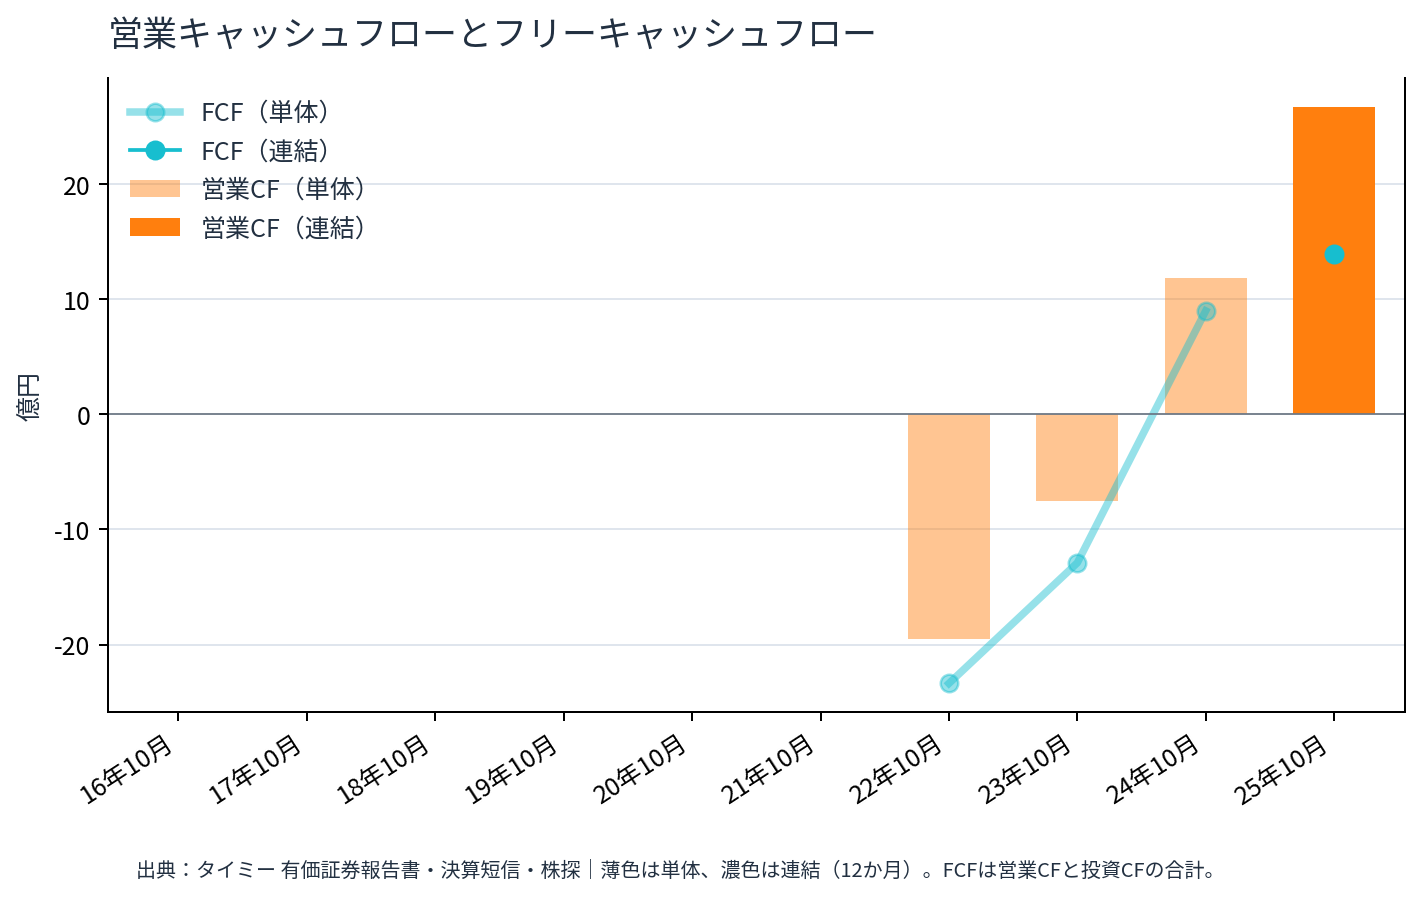 営業キャッシュフローとフリーキャッシュフロー
FCF（単体）
FCF（連結）
営業CF（単体）
営業CF（連結）
億円
20
10
0
-10
-20
16年10月
17年10月
18年10月
19年10月
20年10月
21年10月
22年10月
23年10月
24年10月
25年10月
出典：タイミー 有価証券報告書・決算短信・株探｜薄色は単体、濃色は連結（12か月）。FCFは営業CFと投資CFの合計。